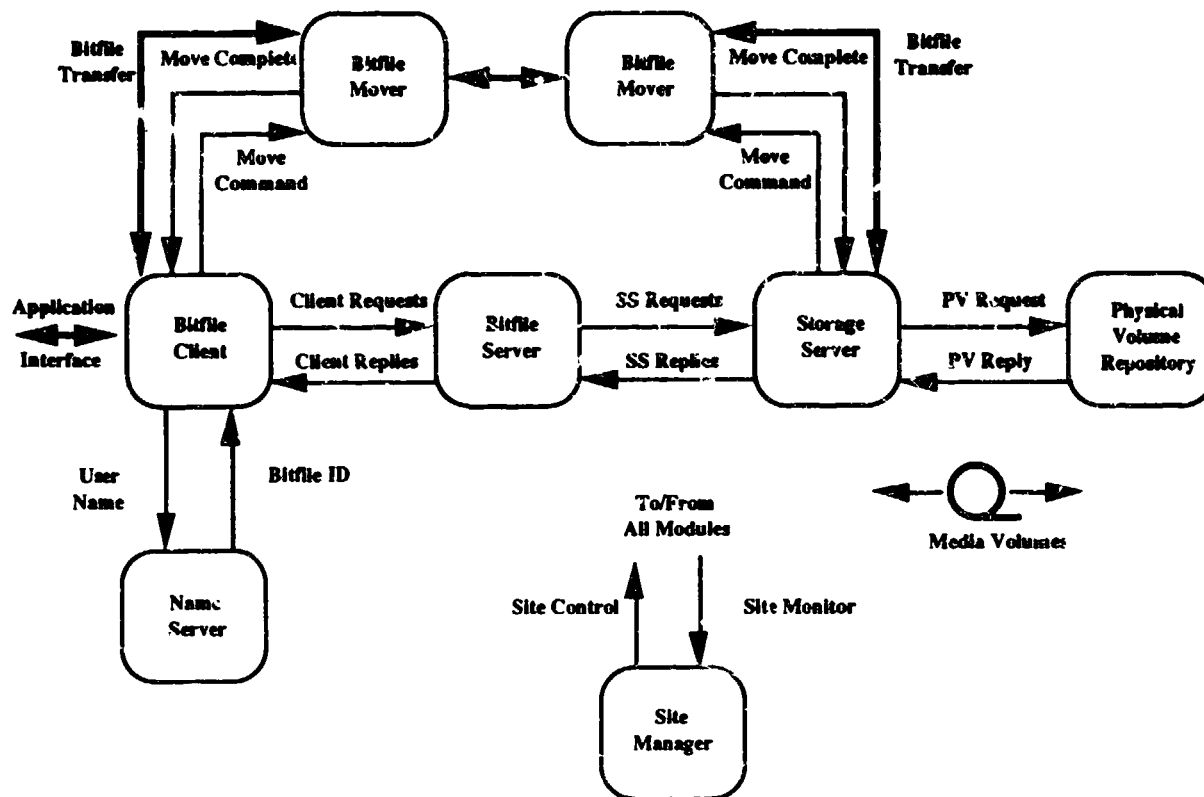 Bitfile
Transfer
Move Complete
Bitfile
Mover
Bitfile
Mover
Move Complete
Bitfile
Transfer
Move
Command
Move
Command
Application
Interface
Bitfile
Client
Client Requests
Client Replies
Bitfile
Server
SS Requests
SS Replies
Storage
Server
PV Request
PV Reply
Physical
Volume
Repository
User
Name
Bitfile ID
To/From
All Modules
Media Volumes
Name
Server
Site Control
Site Monitor
Site
Manager